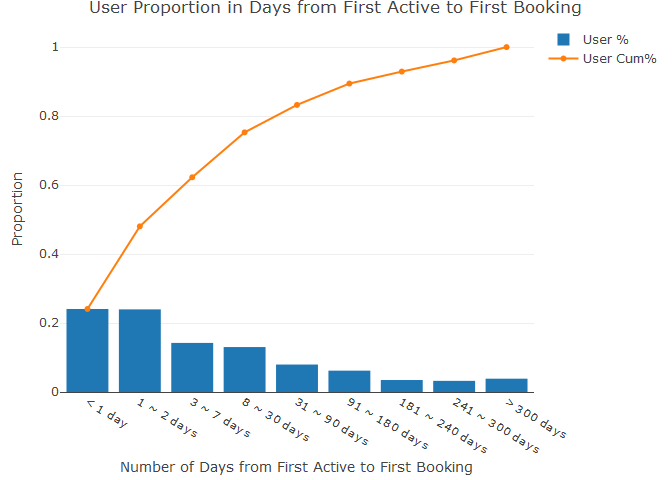 User Proportion in Days from First Active to First Booking
User %
User Cum%
1
0.8
0.6
0.4
0.2
0
Proportion
< 1 day
1 ~ 2 days
3 ~ 7 days
8 ~ 30 days
31 ~ 90 days
91 ~ 180 days
181 ~ 240 days
241 ~ 300 days
> 300 days
Number of Days from First Active to First Booking